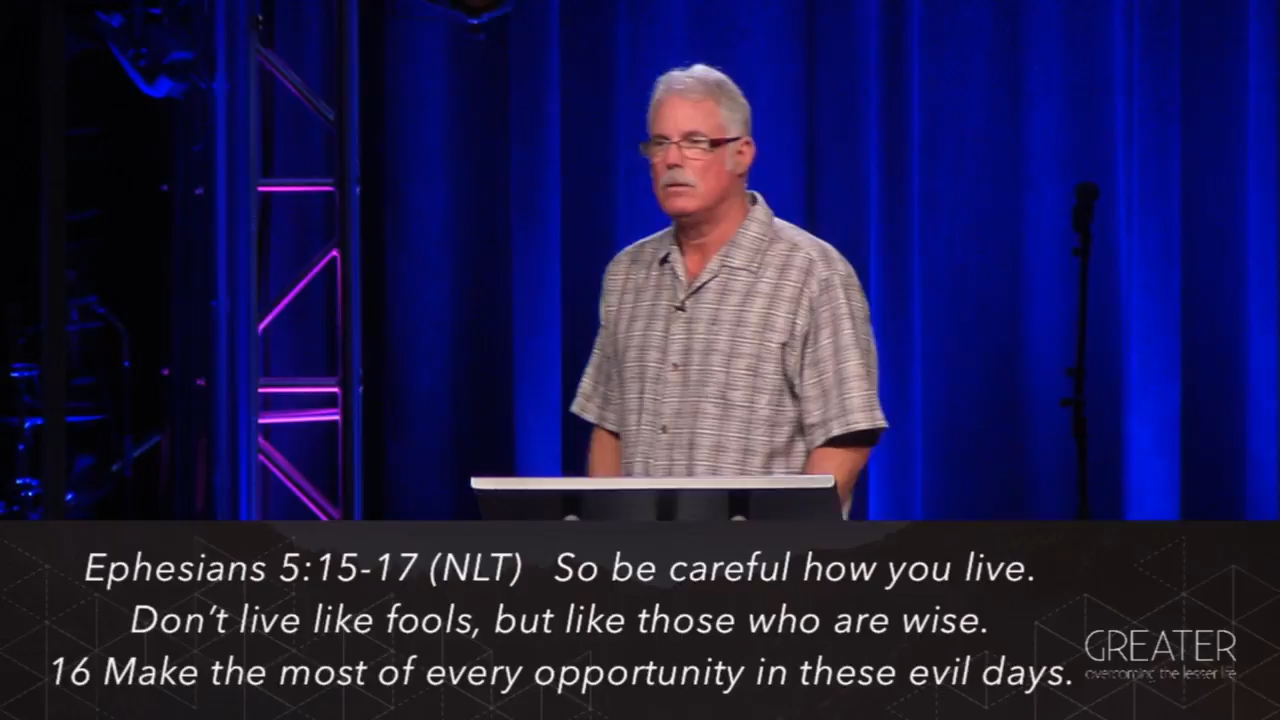 Ephesians 5:15-17 (NLT)   So be careful how you live.
Don’t live like fools, but like those who are wise.
16 Make the most of every opportunity in these evil days.
GREATER
overcoming the lesser life